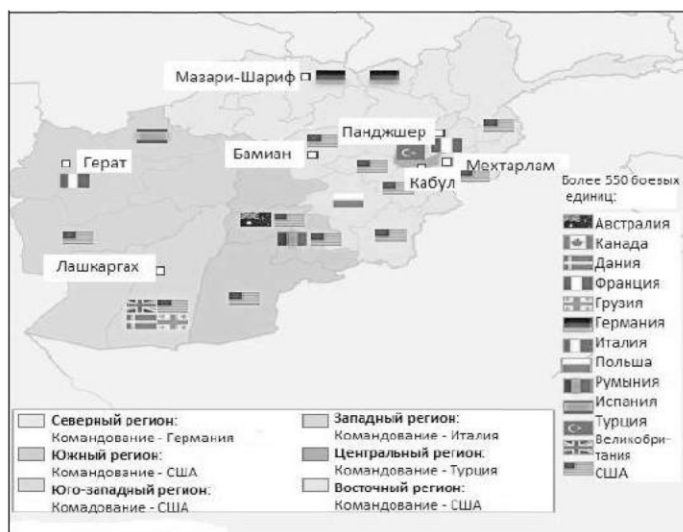 Мазари-Шариф
Панджшер
Герат
Бамиан
Мехтарлам
Кабул
Лашкаргах
Более 550 боевых
единиц:
Австралия
Канада
Дания
Франция
Грузия
Германия
Италия
Польша
Румыния
Испания
Турция
Великобри-
тания
США
Северный регион:
Командование - Германия
Южный регион:
Командование - США
Юго-западный регион:
Комадование - США
Западный регион:
Командование - Италия
Центральный регион:
Командование - Турция
Восточный регион:
Командование - США